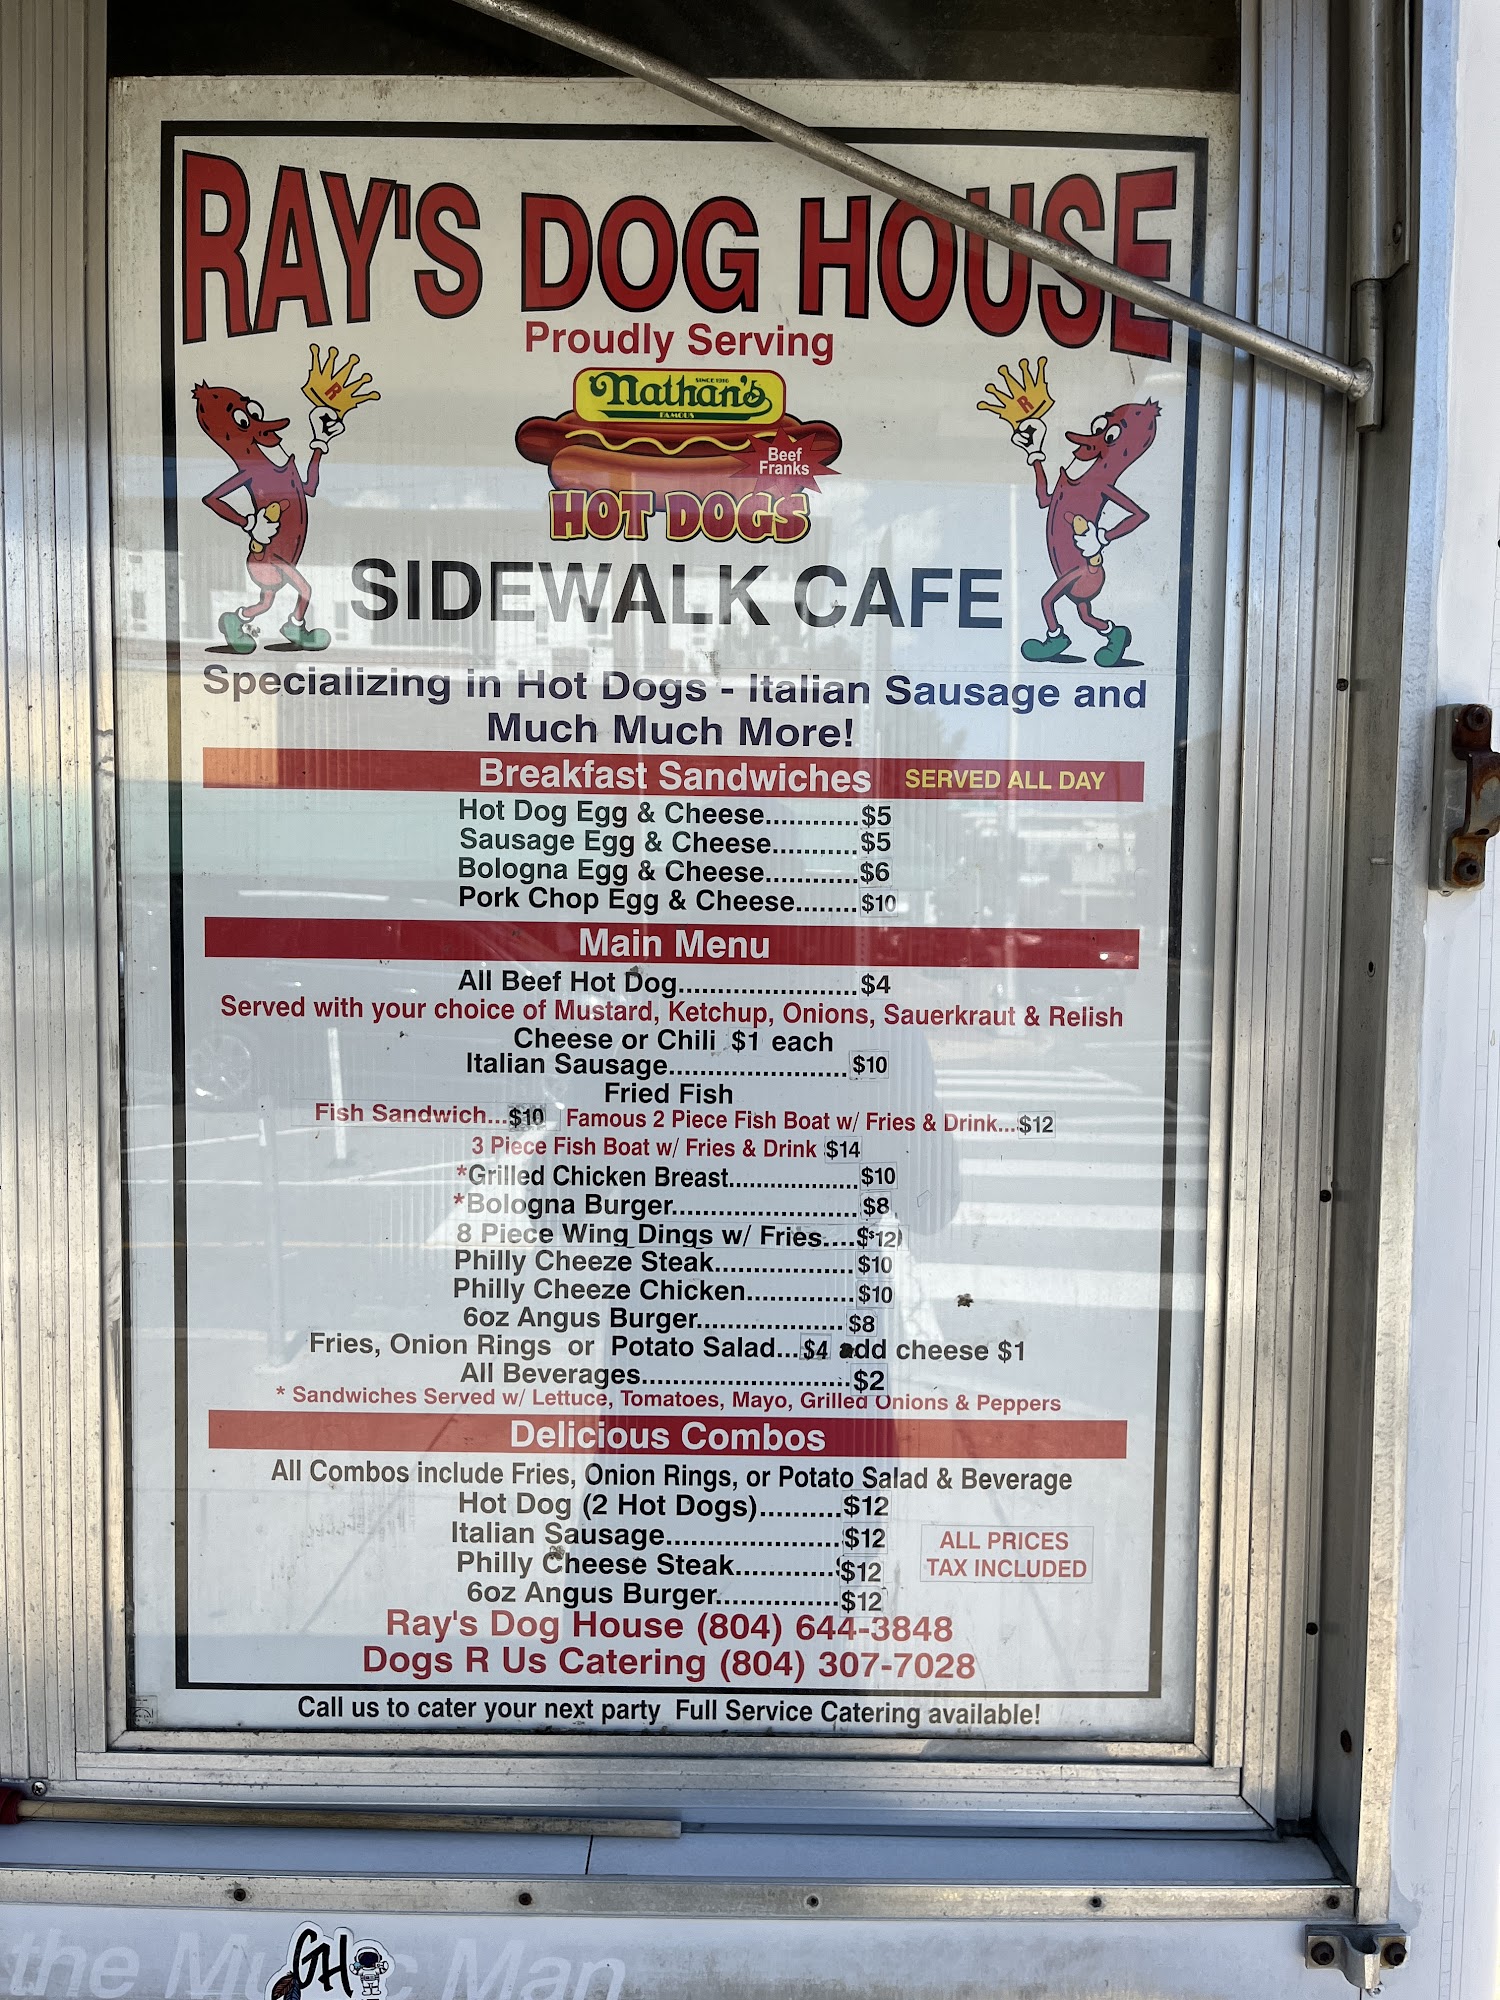 RAY'S DOG HOUSE
Proudly Serving
SINCE 1916
Nathan's
FAMOUS
Beef
Franks
HOT DOGS
R
R
SIDEWALK CAFE
Specializing in Hot Dogs - Italian Sausage and
Much Much More!
Breakfast Sandwiches SERVED ALL DAY
Hot Dog Egg & Cheese............$5
Sausage Egg & Cheese...........$5
Bologna Egg & Cheese............$6
Pork Chop Egg & Cheese........$10
Main Menu
All Beef Hot Dog.......................$4
Served with your choice of Mustard, Ketchup, Onions, Sauerkraut & Relish
Cheese or Chili $1 each
Italian Sausage.......................$10
Fried Fish
Fish Sandwich...$10 Famous 2 Piece Fish Boat w/ Fries & Drink...$12
3 Piece Fish Boat w/ Fries & Drink $14
*Grilled Chicken Breast..................$10
*Bologna Burger........................$8
8 Piece Wing Dings w/ Fries....$12
Philly Cheeze Steak..................$10
Philly Cheeze Chicken..............$10
6oz Angus Burger...................$8
Fries, Onion Rings or Potato Salad...$4 add cheese $1
All Beverages...........................$2
* Sandwiches Served w/ Lettuce, Tomatoes, Mayo, Grilled Onions & Peppers
Delicious Combos
All Combos include Fries, Onion Rings, or Potato Salad & Beverage
Hot Dog (2 Hot Dogs)..........$12
Italian Sausage.......................$12
Philly Cheese Steak.............$12
6oz Angus Burger................$12
ALL PRICES
TAX INCLUDED
Ray's Dog House (804) 644-3848
Dogs R Us Catering (804) 307-7028
Call us to cater your next party Full Service Catering available!
the Man
GH